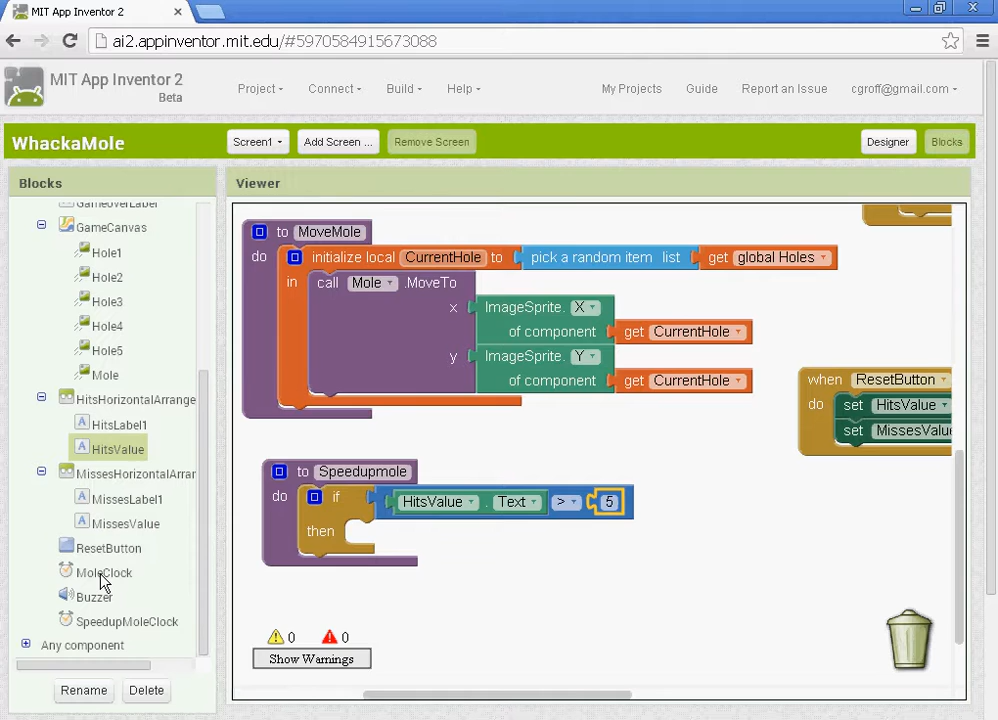 MIT App Inventor 2
ai2.appinventor.mit.edu/#5970584915673088
MIT App Inventor 2
Beta
Project
Connect
Build
Help
My Projects
Guide
Report an Issue
cgroff@gmail.com
WhackaMole
Screen1
Add Screen ...
Remove Screen
Designer
Blocks
Blocks
Viewer
GameoverLabel
GameCanvas
Hole1
Hole2
Hole3
Hole4
Hole5
Mole
HitsHorizontalArrange
HitsLabel1
HitsValue
MissesHorizontalArrar
MissesLabel1
MissesValue
ResetButton
MoleClock
Buzzer
SpeedupMoleClock
Any component
Rename
Delete
to MoveMole
do initialize local CurrentHole to pick a random item list get global Holes
in call Mole .MoveTo
x ImageSprite. X
of component get CurrentHole
y ImageSprite. Y
of component get CurrentHole
when ResetButton
do set HitsValue
set MissesValue
to Speedupmole
do if HitsValue . Text > 5
then
0 0
Show Warnings